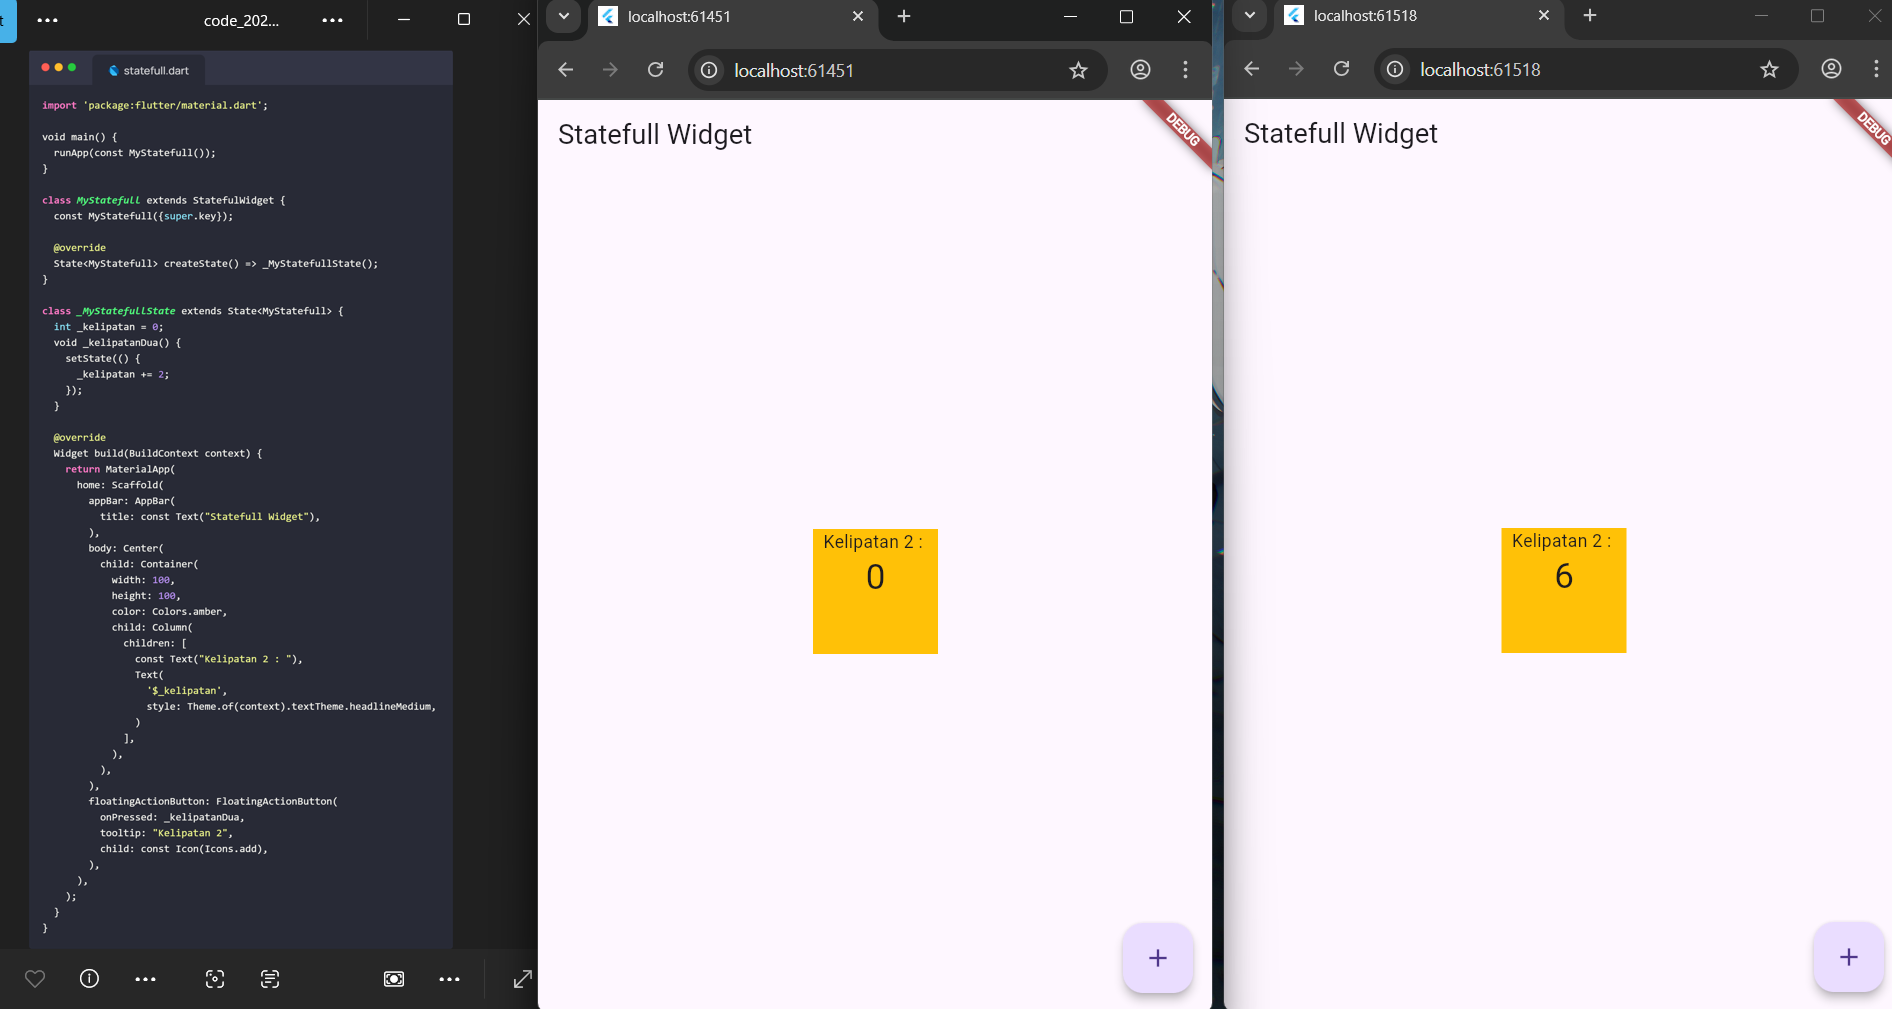 t
code_202...
statefull.dart
import 'package:flutter/material.dart';
void main() {
runApp(const MyStatefull());
}
class MyStatefull extends StatefulWidget {
const MyStatefull({super.key});
@override
State<MyStatefull> createState() => _MyStatefullState();
}
class _MyStatefullState extends State<MyStatefull> {
int _kelipatan = 0;
void _kelipatanDua() {
setState(() {
_kelipatan += 2;
});
}
@override
Widget build(BuildContext context) {
return MaterialApp(
home: Scaffold(
appBar: AppBar(
title: const Text("Statefull Widget"),
),
body: Center(
child: Container(
width: 100,
height: 100,
color: Colors.amber,
child: Column(
children: [
const Text("Kelipatan 2 : "),
Text(
'$_kelipatan',
style: Theme.of(context).textTheme.headlineMedium,
)
],
),
),
),
floatingActionButton: FloatingActionButton(
onPressed: _kelipatanDua,
tooltip: "Kelipatan 2",
child: const Icon(Icons.add),
),
),
);
}
}
localhost:61451
localhost:61451
Statefull Widget
DEBUG
Kelipatan 2 :
0
localhost:61518
localhost:61518
Statefull Widget
DEBUG
Kelipatan 2 :
6